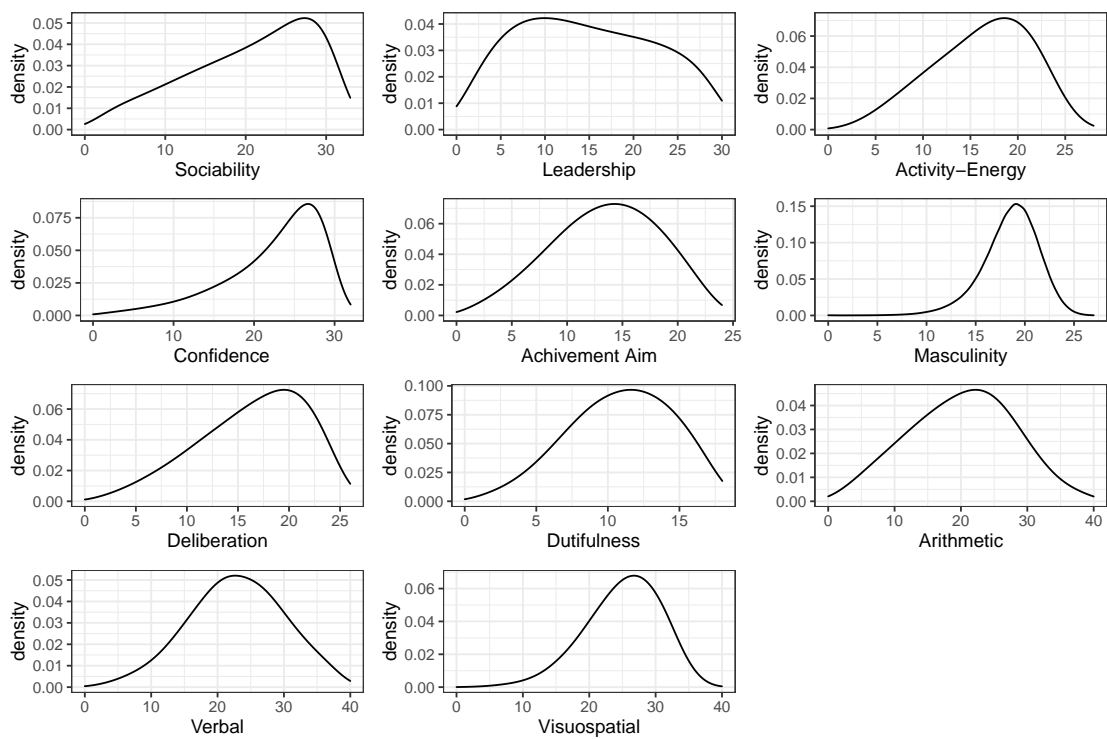 density
0.05
0.04
0.03
0.02
0.01
0.00
0 10 20 30
Sociability
density
0.04
0.03
0.02
0.01
0.00
0 5 10 15 20 25 30
Leadership
density
0.06
0.04
0.02
0.00
0 5 10 15 20 25
Activity−Energy
density
0.075
0.050
0.025
0.000
0 10 20 30
Confidence
density
0.06
0.04
0.02
0.00
0 5 10 15 20 25
Achivement Aim
density
0.15
0.10
0.05
0.00
0 5 10 15 20 25
Masculinity
density
0.06
0.04
0.02
0.00
0 5 10 15 20 25
Deliberation
density
0.100
0.075
0.050
0.025
0.000
0 5 10 15
Dutifulness
density
0.04
0.03
0.02
0.01
0.00
0 10 20 30 40
Arithmetic
density
0.05
0.04
0.03
0.02
0.01
0.00
0 10 20 30 40
Verbal
density
0.06
0.04
0.02
0.00
0 10 20 30 40
Visuospatial